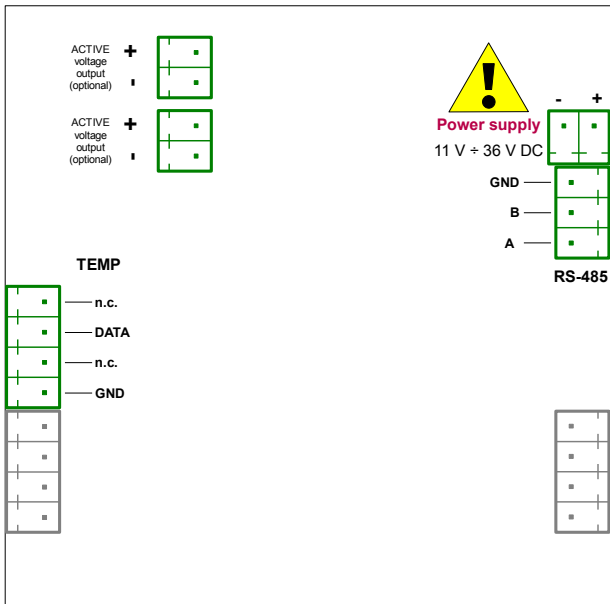 ACTIVE +
voltage
output
(optional) -
ACTIVE +
voltage
output
(optional) -
- +
Power supply
11 V ÷ 36 V DC
GND
B
A
RS-485
TEMP
n.c.
DATA
n.c.
GND